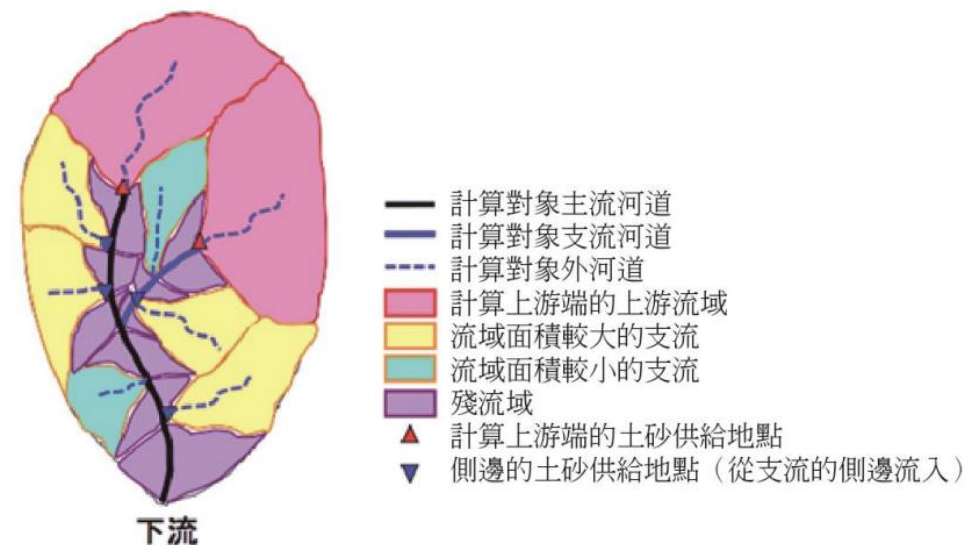 計算對象主流河道
計算對象支流河道
計算對象外河道
計算上游端的上游流域
流域面積較大的支流
流域面積較小的支流
殘流域
計算上游端的土砂供給地點
側邊的土砂供給地點（從支流的側邊流入）
下流